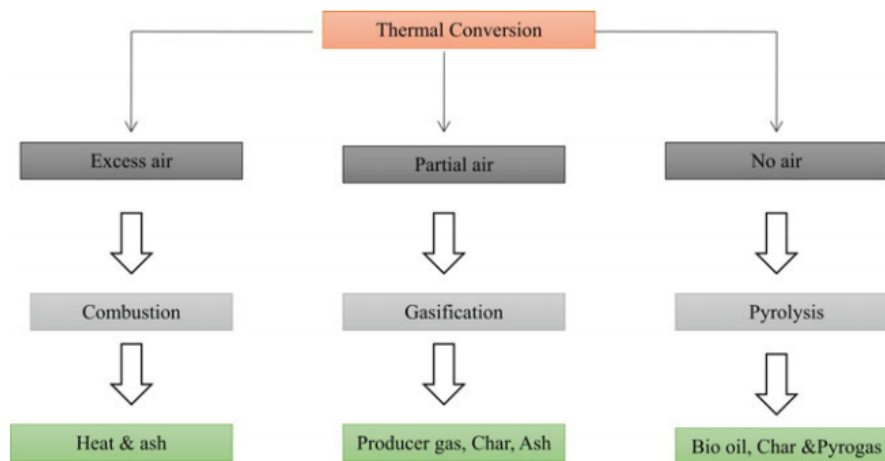 Thermal Conversion
Excess air
Partial air
No air
Combustion
Gasification
Pyrolysis
Heat & ash
Producer gas, Char, Ash
Bio oil, Char &Pyrogas